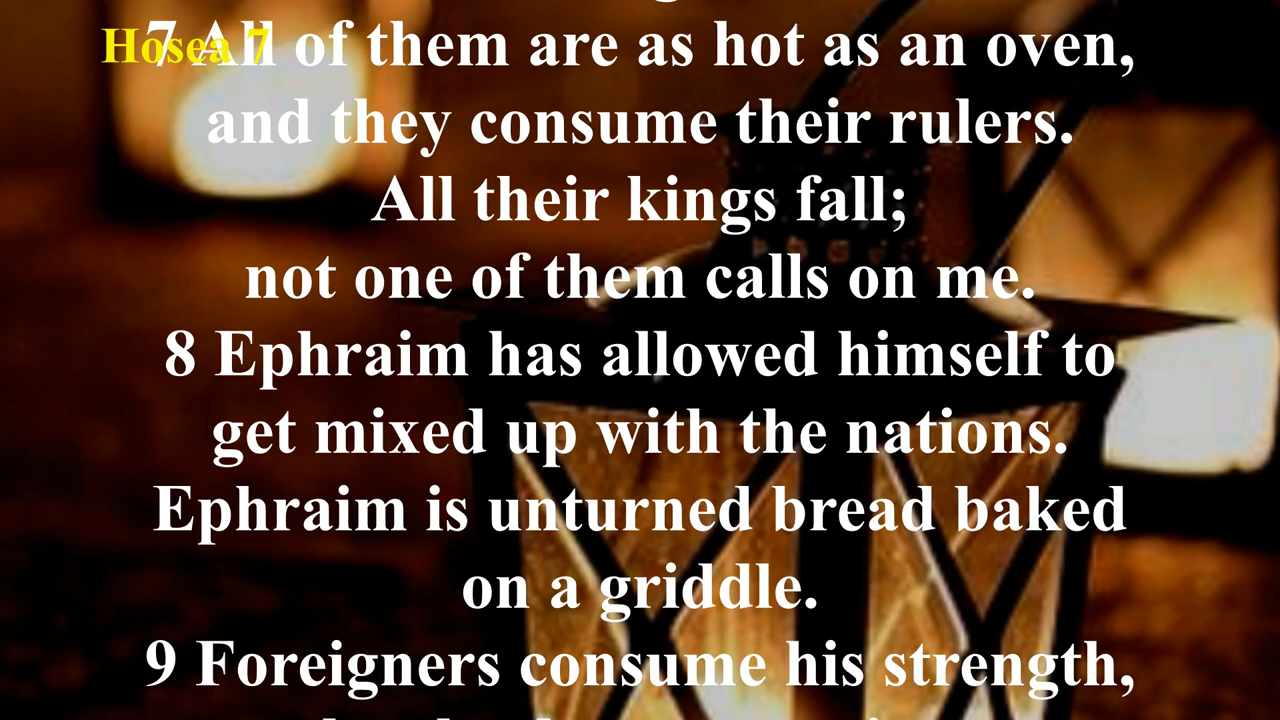 Hosea 7
7 All of them are as hot as an oven,
and they consume their rulers.
All their kings fall;
not one of them calls on me.
8 Ephraim has allowed himself to
get mixed up with the nations.
Ephraim is unturned bread baked
on a griddle.
9 Foreigners consume his strength,